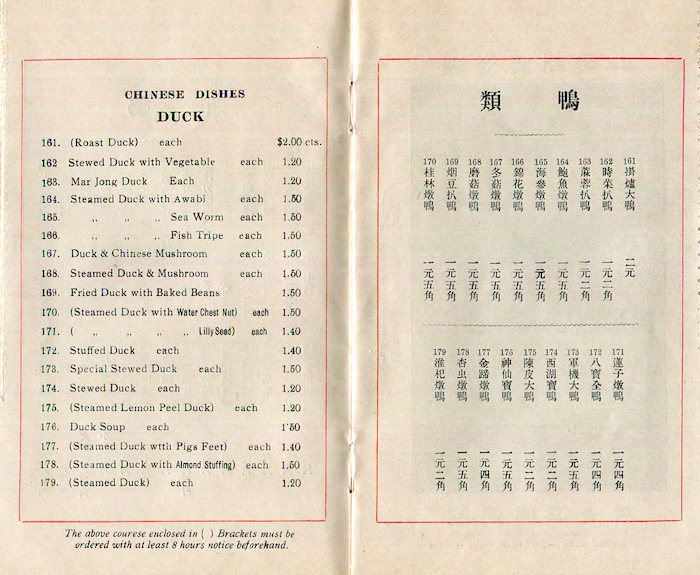 CHINESE DISHES
DUCK
161. (Roast Duck) each $2.00 cts.
162 Stewed Duck with Vegetable each 1.20
163. Mar Jong Duck Each 1.20
164. Steamed Duck with Awabi each 1.50
165. ,, ,, ,, Sea Worm each 1.50
166. ,, ,, ,, Fish Tripe each 1.50
167. Duck & Chinese Mushroom each 1.50
168. Steamed Duck & Mushroom each 1.50
169. Fried Duck with Baked Beans 1.50
170. (Steamed Duck with Water Chest Nut) each 1.50
171. ( ,, ,, ,, ,, Lilly Seed) each 1.40
172. Stuffed Duck each 1.40
173. Special Stewed Duck each 1.50
174. Stewed Duck each 1.20
175. (Steamed Lemon Peel Duck) each 1.20
176. Duck Soup each 1'50
177. (Steamed Duck wtth Pigs Feet) each 1.40
178. (Steamed Duck with Almond Stuffing) each 1.50
179. (Steamed Duck) each 1.20
The above courese enclosed in ( ) Brackets must be
ordered with at least 8 hours notice beforehand.
鴨類
161 掛爐大鴨 二元
162 時菜扒鴨 一元二角
163 蔴蓉扒鴨 一元二角
164 鮑魚燉鴨 一元五角
165 海參燉鴨 一元五角
166 錦花燉鴨 一元五角
167 冬菇燉鴨 一元五角
168 磨菇燉鴨 一元五角
169 烟豆扒鴨 一元五角
170 桂林燉鴨 一元五角
171 蓮子燉鴨 一元四角
172 八寶全鴨 一元四角
173 軍機大鴨 一元五角
174 西湖寶鴨 一元二角
175 陳皮大鴨 一元二角
176 神仙寶鴨 一元五角
177 金蹄燉鴨 一元四角
178 杏虫燉鴨 一元五角
179 淮杞燉鴨 一元二角